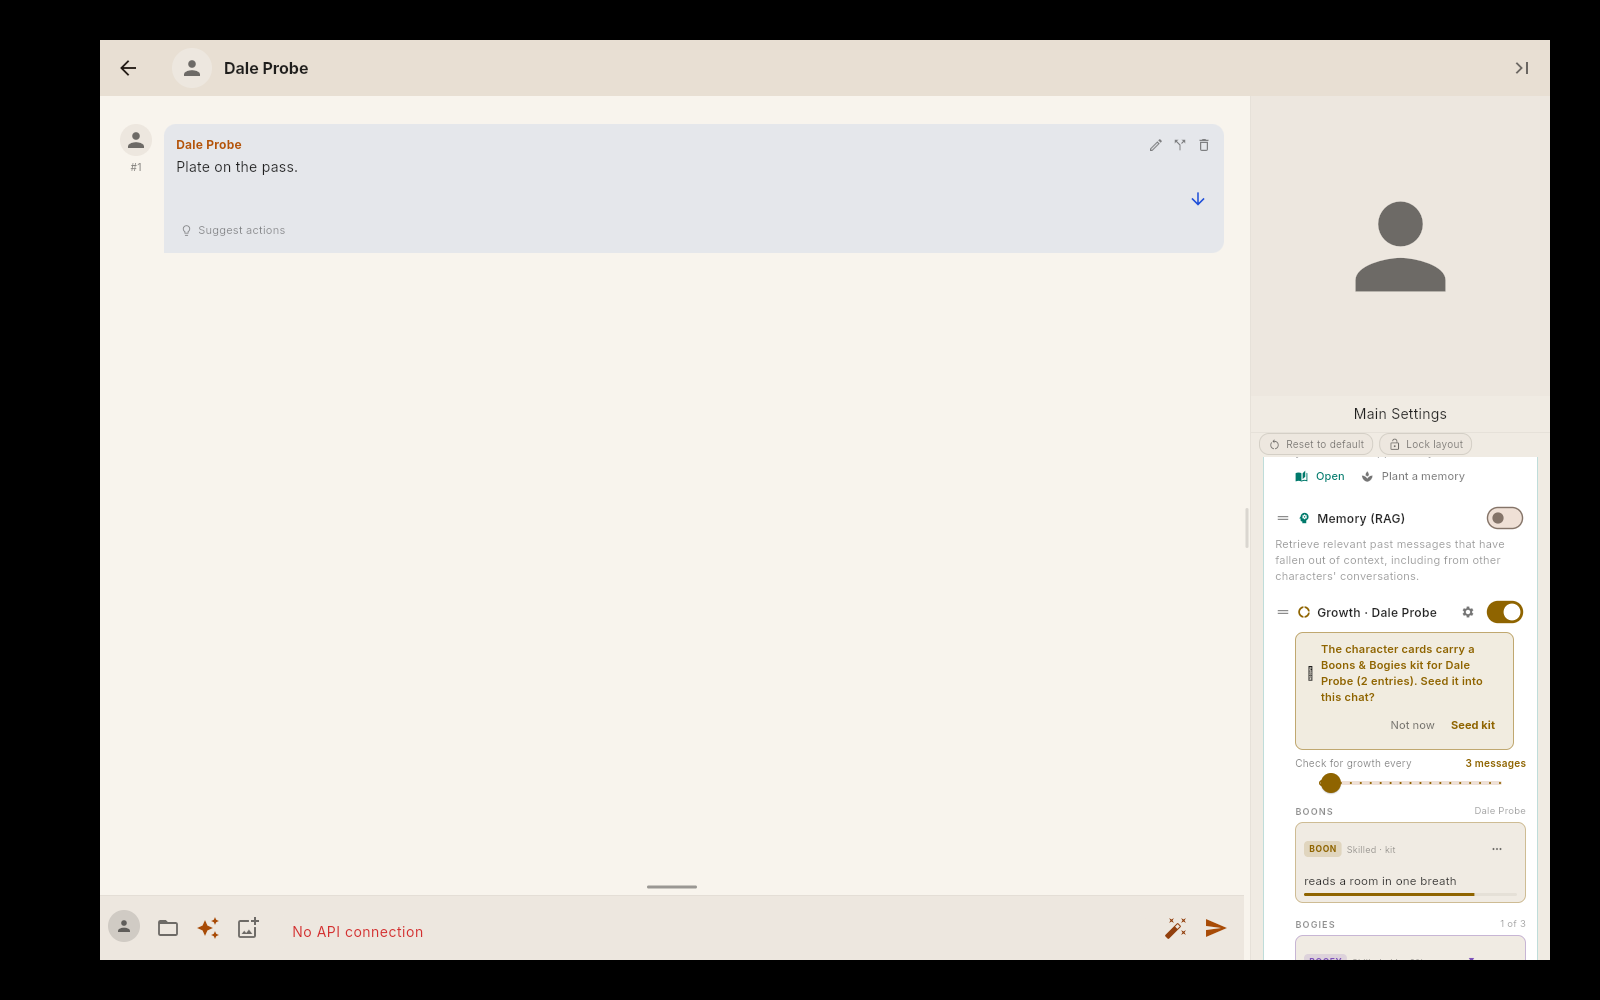 Dale Probe
#1
Dale Probe
Plate on the pass.
Suggest actions
No API connection
Main Settings
Reset to default
Lock layout
Open
Plant a memory
Memory (RAG)
Retrieve relevant past messages that have
fallen out of context, including from other
characters' conversations.
Growth · Dale Probe
The character cards carry a
Boons & Bogies kit for Dale
Probe (2 entries). Seed it into
this chat?
Not now
Seed kit
Check for growth every
3 messages
BOONS
Dale Probe
BOON
Skilled · kit
reads a room in one breath
BOGIES
1 of 3